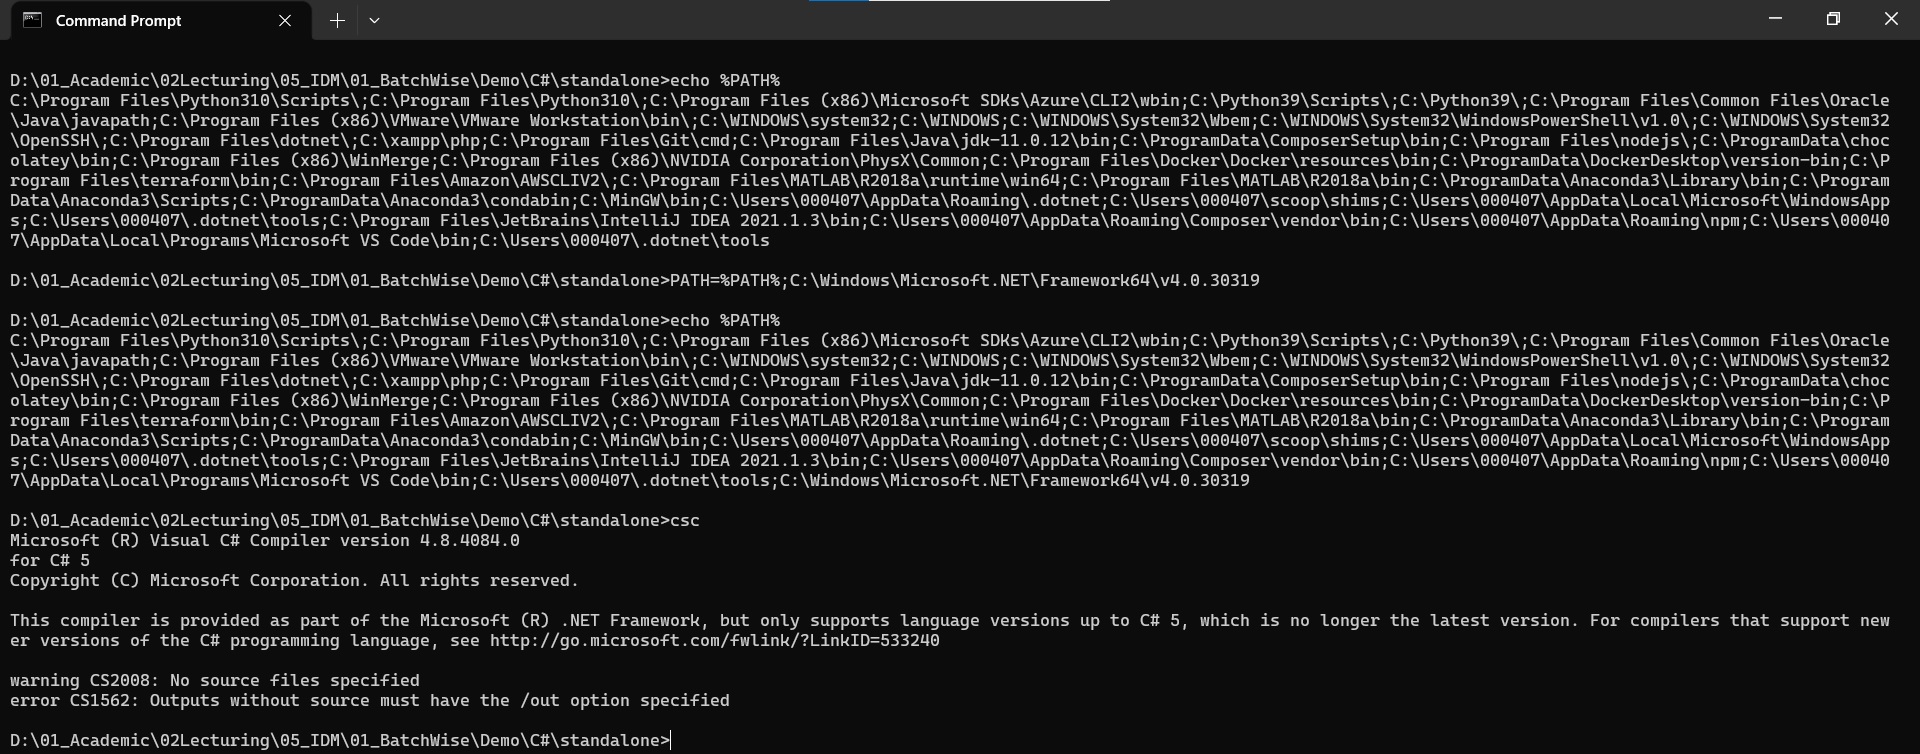 Command Prompt
D:\01_Academic\02Lecturing\05_IDM\01_BatchWise\Demo\C#\standalone>echo %PATH%
C:\Program Files\Python310\Scripts\;C:\Program Files\Python310\;C:\Program Files (x86)\Microsoft SDKs\Azure\CLI2\wbin;C:\Python39\Scripts\;C:\Python39\;C:\Program Files\Common Files\Oracle
\Java\javapath;C:\Program Files (x86)\VMware\VMware Workstation\bin\;C:\WINDOWS\system32;C:\WINDOWS;C:\WINDOWS\System32\Wbem;C:\WINDOWS\System32\WindowsPowerShell\v1.0\;C:\WINDOWS\System32
\OpenSSH\;C:\Program Files\dotnet\;C:\xampp\php;C:\Program Files\Git\cmd;C:\Program Files\Java\jdk-11.0.12\bin;C:\ProgramData\ComposerSetup\bin;C:\Program Files\nodejs\;C:\ProgramData\choc
olatey\bin;C:\Program Files (x86)\WinMerge;C:\Program Files (x86)\NVIDIA Corporation\PhysX\Common;C:\Program Files\Docker\Docker\resources\bin;C:\ProgramData\DockerDesktop\version-bin;C:\P
rogram Files\terraform\bin;C:\Program Files\Amazon\AWSCLIV2\;C:\Program Files\MATLAB\R2018a\runtime\win64;C:\Program Files\MATLAB\R2018a\bin;C:\ProgramData\Anaconda3\Library\bin;C:\Program
Data\Anaconda3\Scripts;C:\ProgramData\Anaconda3\condabin;C:\MinGW\bin;C:\Users\000407\AppData\Roaming\.dotnet;C:\Users\000407\scoop\shims;C:\Users\000407\AppData\Local\Microsoft\WindowsApp
s;C:\Users\000407\.dotnet\tools;C:\Program Files\JetBrains\IntelliJ IDEA 2021.1.3\bin;C:\Users\000407\AppData\Roaming\Composer\vendor\bin;C:\Users\000407\AppData\Roaming\npm;C:\Users\00040
7\AppData\Local\Programs\Microsoft VS Code\bin;C:\Users\000407\.dotnet\tools
D:\01_Academic\02Lecturing\05_IDM\01_BatchWise\Demo\C#\standalone>PATH=%PATH%;C:\Windows\Microsoft.NET\Framework64\v4.0.30319
D:\01_Academic\02Lecturing\05_IDM\01_BatchWise\Demo\C#\standalone>echo %PATH%
C:\Program Files\Python310\Scripts\;C:\Program Files\Python310\;C:\Program Files (x86)\Microsoft SDKs\Azure\CLI2\wbin;C:\Python39\Scripts\;C:\Python39\;C:\Program Files\Common Files\Oracle
\Java\javapath;C:\Program Files (x86)\VMware\VMware Workstation\bin\;C:\WINDOWS\system32;C:\WINDOWS;C:\WINDOWS\System32\Wbem;C:\WINDOWS\System32\WindowsPowerShell\v1.0\;C:\WINDOWS\System32
\OpenSSH\;C:\Program Files\dotnet\;C:\xampp\php;C:\Program Files\Git\cmd;C:\Program Files\Java\jdk-11.0.12\bin;C:\ProgramData\ComposerSetup\bin;C:\Program Files\nodejs\;C:\ProgramData\choc
olatey\bin;C:\Program Files (x86)\WinMerge;C:\Program Files (x86)\NVIDIA Corporation\PhysX\Common;C:\Program Files\Docker\Docker\resources\bin;C:\ProgramData\DockerDesktop\version-bin;C:\P
rogram Files\terraform\bin;C:\Program Files\Amazon\AWSCLIV2\;C:\Program Files\MATLAB\R2018a\runtime\win64;C:\Program Files\MATLAB\R2018a\bin;C:\ProgramData\Anaconda3\Library\bin;C:\Program
Data\Anaconda3\Scripts;C:\ProgramData\Anaconda3\condabin;C:\MinGW\bin;C:\Users\000407\AppData\Roaming\.dotnet;C:\Users\000407\scoop\shims;C:\Users\000407\AppData\Local\Microsoft\WindowsApp
s;C:\Users\000407\.dotnet\tools;C:\Program Files\JetBrains\IntelliJ IDEA 2021.1.3\bin;C:\Users\000407\AppData\Roaming\Composer\vendor\bin;C:\Users\000407\AppData\Roaming\npm;C:\Users\00040
7\AppData\Local\Programs\Microsoft VS Code\bin;C:\Users\000407\.dotnet\tools;C:\Windows\Microsoft.NET\Framework64\v4.0.30319
D:\01_Academic\02Lecturing\05_IDM\01_BatchWise\Demo\C#\standalone>csc
Microsoft (R) Visual C# Compiler version 4.8.4084.0
for C# 5
Copyright (C) Microsoft Corporation. All rights reserved.
This compiler is provided as part of the Microsoft (R) .NET Framework, but only supports language versions up to C# 5, which is no longer the latest version. For compilers that support new
er versions of the C# programming language, see http://go.microsoft.com/fwlink/?LinkID=533240
warning CS2008: No source files specified
error CS1562: Outputs without source must have the /out option specified
D:\01_Academic\02Lecturing\05_IDM\01_BatchWise\Demo\C#\standalone>